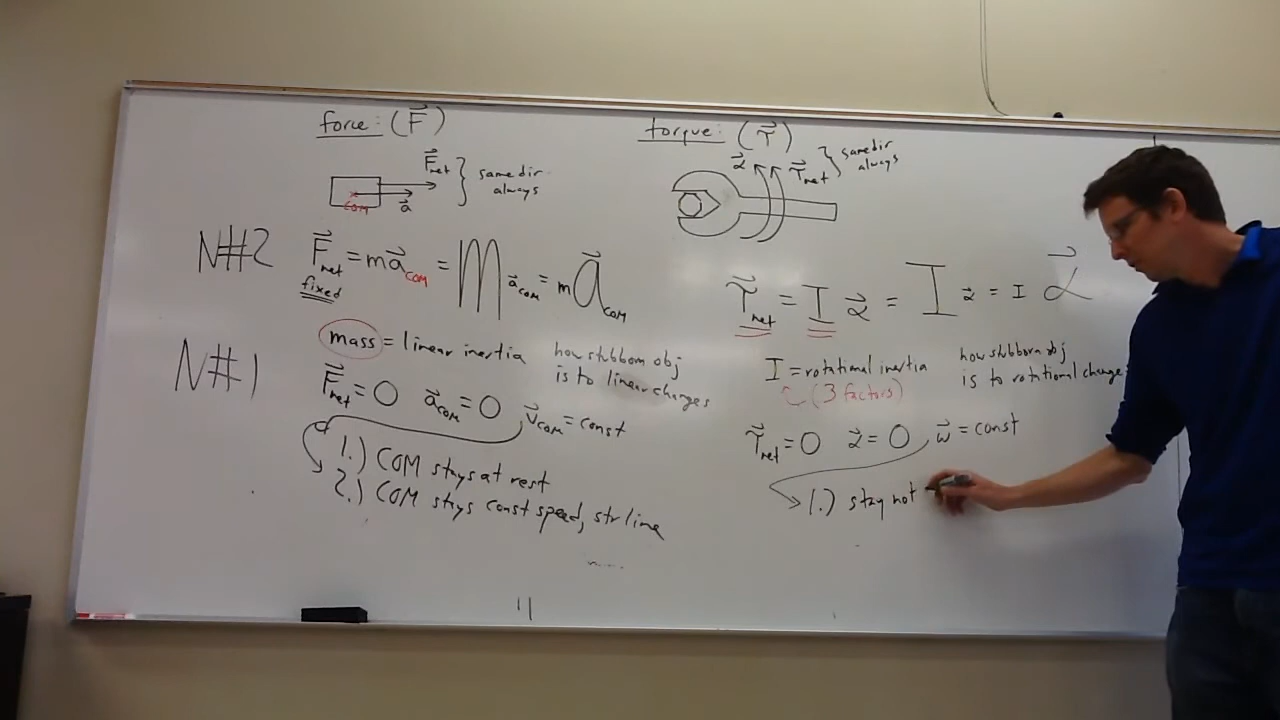 force: (F⃗)
F⃗net } same dir
always
a⃗
COM
N#2
F⃗net = ma⃗COM = m a⃗COM = m a⃗COM
fixed
mass = linear inertia
how stubborn obj
is to linear changes
N#1
F⃗net = 0 a⃗COM = 0 v⃗COM = const
1.) COM stays at rest
2.) COM stays const speed, str line
torque: (τ⃗)
α⃗ τ⃗net } same dir
always
τ⃗net = I α⃗ = I α⃗ = I α⃗
I = rotational inertia
(3 factors)
how stubborn obj
is to rotational change
τ⃗net = 0 α⃗ = 0 ω⃗ = const
1.) stay not